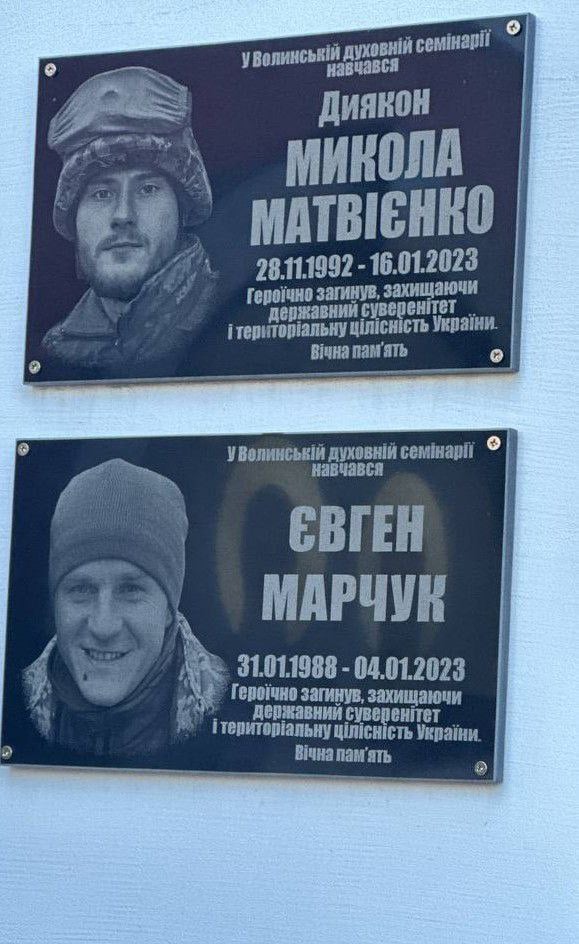 У Волинській духовній семінарії
навчався
Диякон
МИКОЛА
МАТВІЄНКО
28.11.1992 - 16.01.2023
Героїчно загинув, захищаючи
державний суверенітет
і територіальну цілісність України.
Вічна пам'ять
У Волинській духовній семінарії
навчався
ЄВГЕН
МАРЧУК
31.01.1988 - 04.01.2023
Героїчно загинув, захищаючи
державний суверенітет
і територіальну цілісність України.
Вічна пам'ять